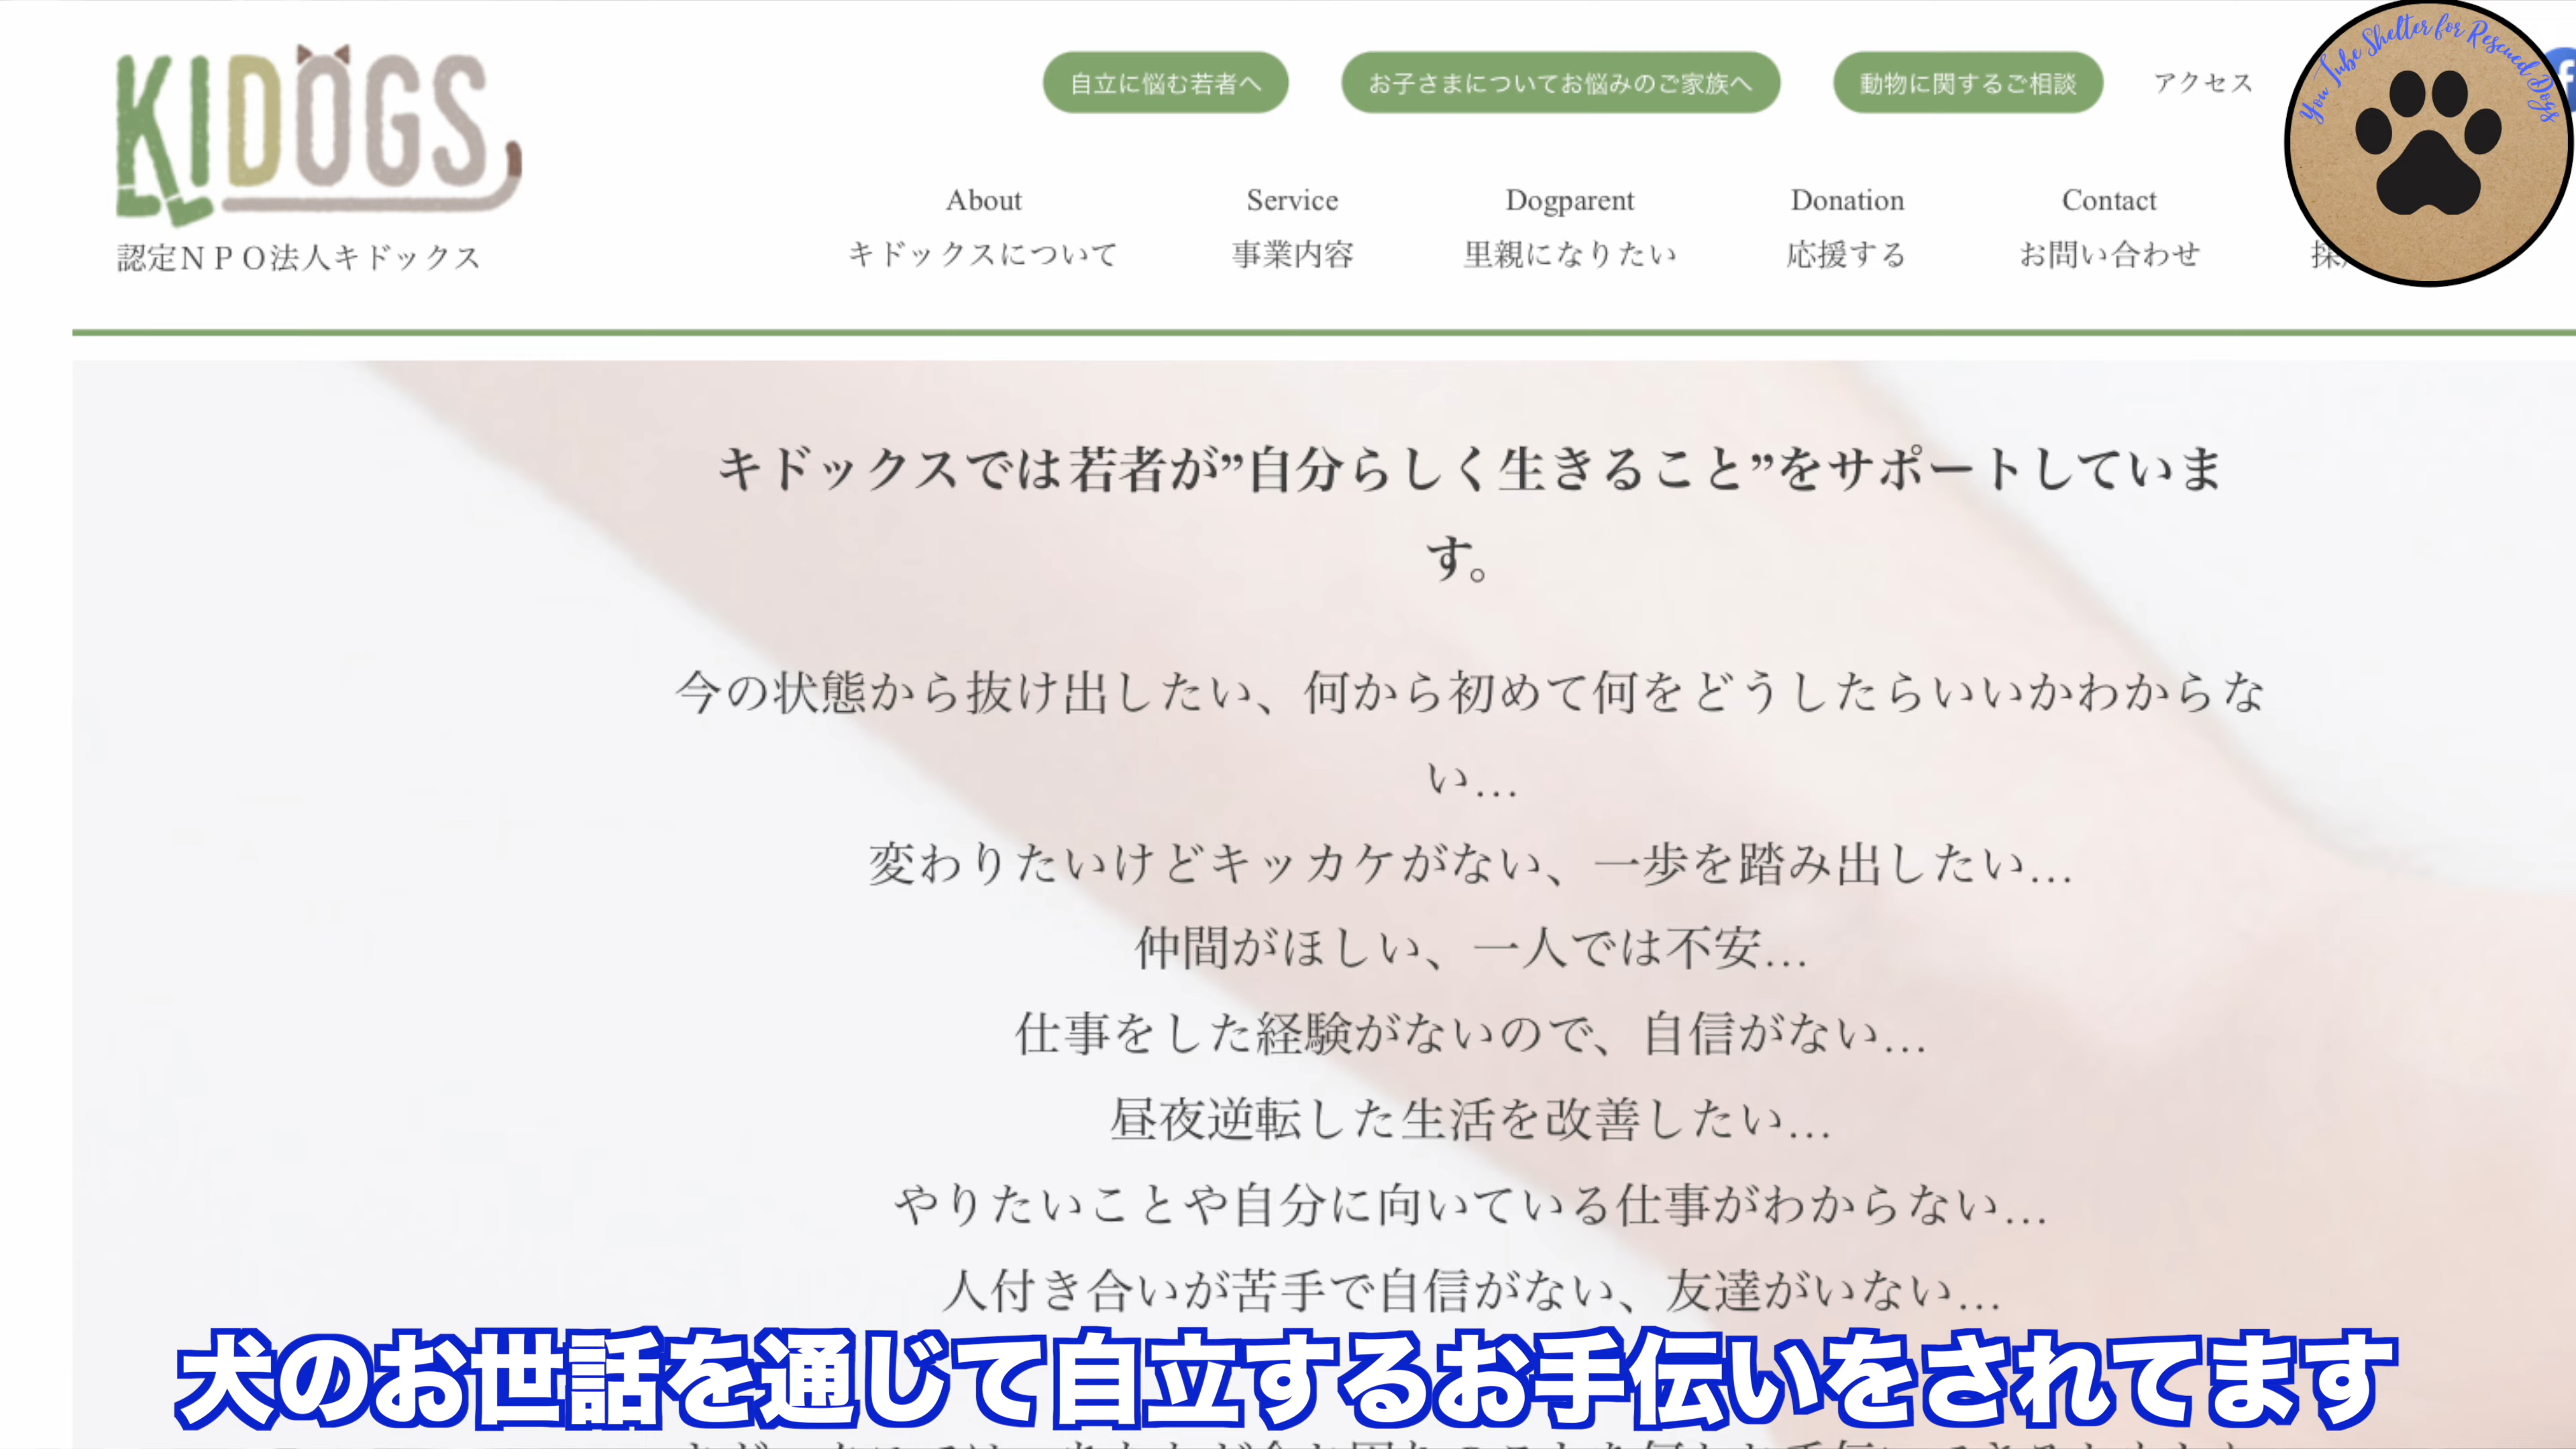 KIDOGS
認定ＮＰＯ法人キドックス
自立に悩む若者へ
お子さまについてお悩みのご家族へ
動物に関するご相談
アクセス
You Tube Shelter for Rescued Dogs
About
Service
Dogparent
Donation
Contact
キドックスについて
事業内容
里親になりたい
応援する
お問い合わせ
採
キドックスでは若者が”自分らしく生きること”をサポートしていま
す。
今の状態から抜け出したい、何から初めて何をどうしたらいいかわからな
い…
変わりたいけどキッカケがない、一歩を踏み出したい…
仲間がほしい、一人では不安…
仕事をした経験がないので、自信がない…
昼夜逆転した生活を改善したい…
やりたいことや自分に向いている仕事がわからない…
人付き合いが苦手で自信がない、友達がいない…
犬のお世話を通じて自立するお手伝いをされてます